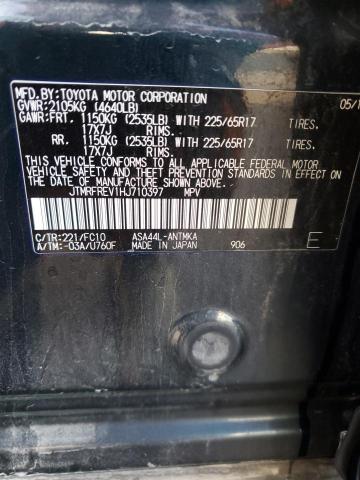 MFD.BY:TOYOTA MOTOR CORPORATION
GVWR:2105KG (4640LB) 05/1
GAWR:FRT. 1150KG (2535LB) WITH 225/65R17 TIRES.
17X7J RIMS.
RR. 1150KG (2535LB) WITH 225/65R17 TIRES.
17X7J RIMS.
THIS VEHICLE CONFORMS TO ALL APPLICABLE FEDERAL MOTOR
VEHICLE SAFETY AND BUMPER STANDARDS IN EFFECT ON
THE DATE OF MANUFACTURE SHOWN ABOVE.
JTMRFREV1HJ710397 MPV
C/TR:221/FC10 ASA44L-ANTMKA
A/TM:-03A/U760F MADE IN JAPAN 906 E